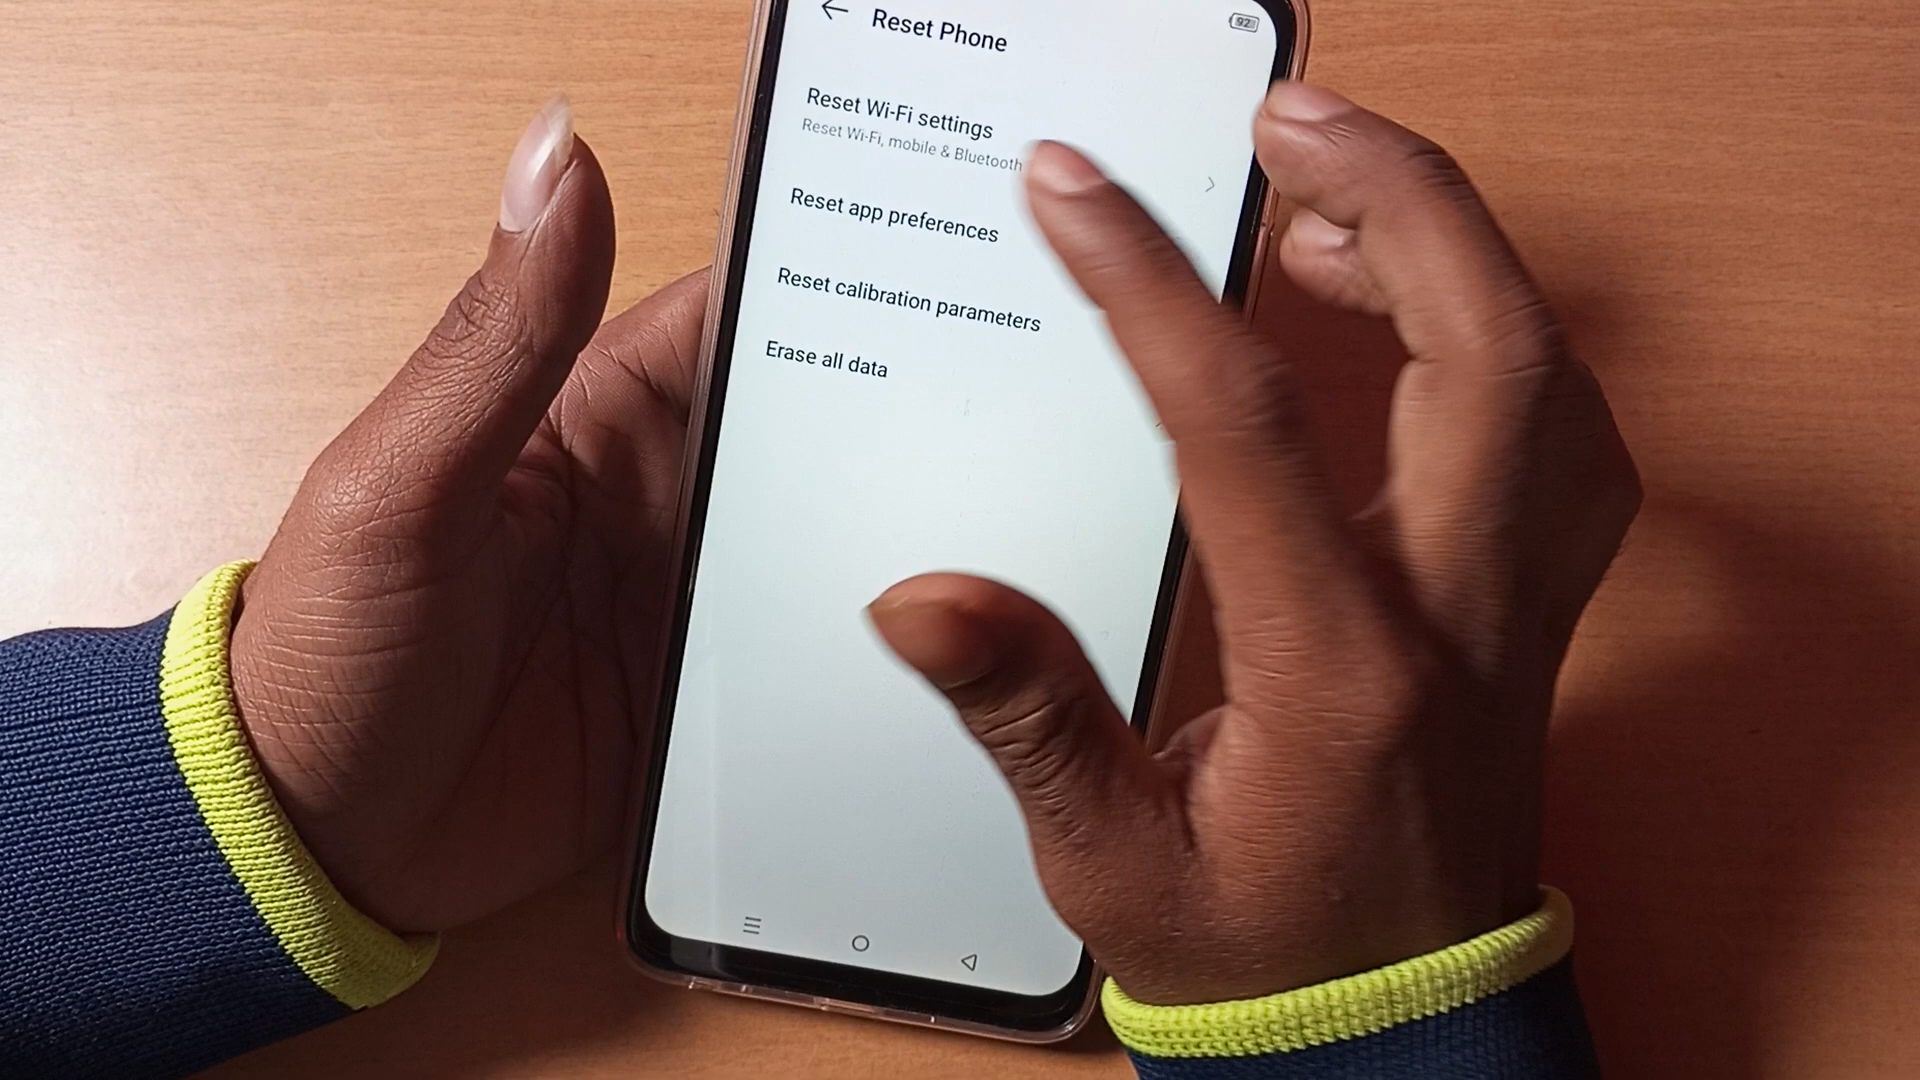 92
Reset Phone
Reset Wi-Fi settings
Reset Wi-Fi, mobile & Bluetooth
Reset app preferences
Reset calibration parameters
Erase all data